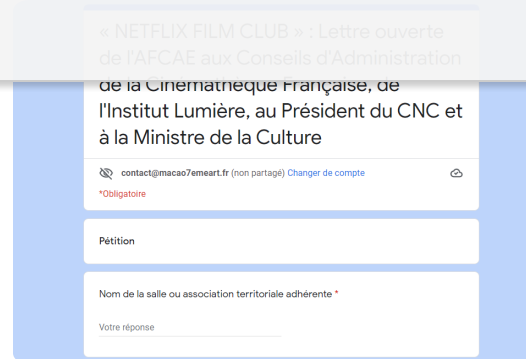 « NETFLIX FILM CLUB » : Lettre ouverte
de l'AFCAE aux Conseils d'Administration
de la Cinémathèque Française, de
l'Institut Lumière, au Président du CNC et
à la Ministre de la Culture
contact@macao7emeart.fr (non partagé) Changer de compte
*Obligatoire
Pétition
Nom de la salle ou association territoriale adhérente *
Votre réponse